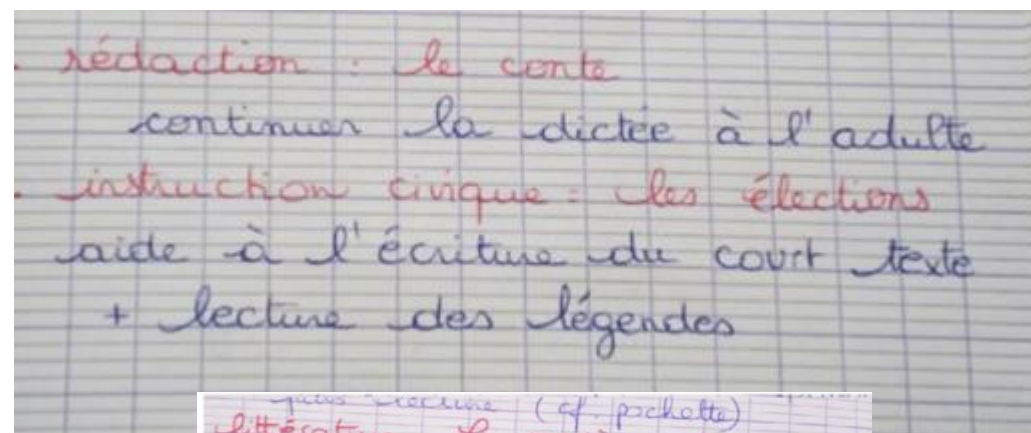 . rédaction : le conte
continuer la dictée à l'adulte
. instruction civique : les élections
aide à l'écriture du court texte
+ lecture des légendes
lecture (cf. pochette)